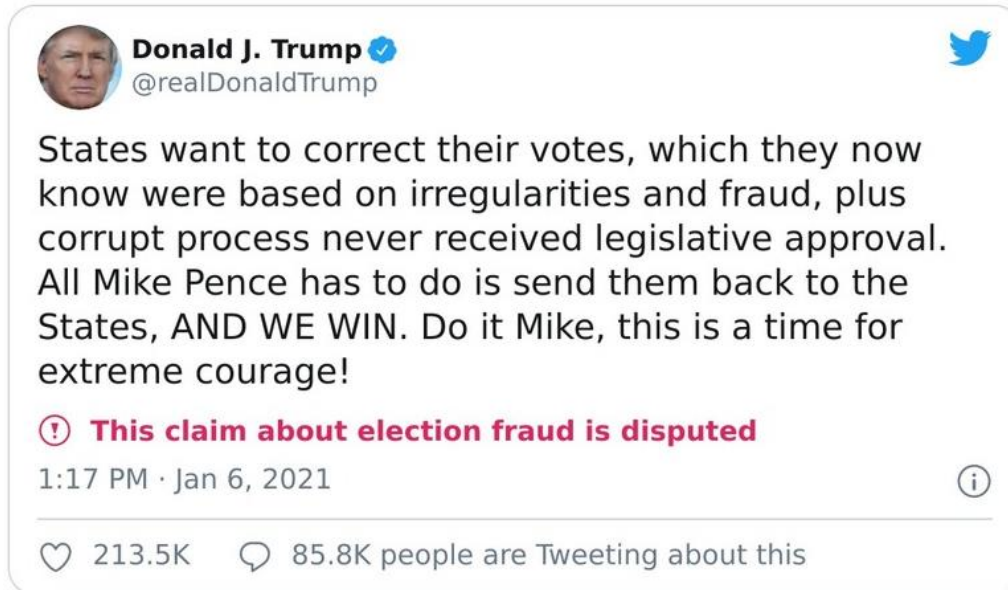 Donald J. Trump
@realDonaldTrump
States want to correct their votes, which they now
know were based on irregularities and fraud, plus
corrupt process never received legislative approval.
All Mike Pence has to do is send them back to the
States, AND WE WIN. Do it Mike, this is a time for
extreme courage!
This claim about election fraud is disputed
1:17 PM · Jan 6, 2021
213.5K 85.8K people are Tweeting about this